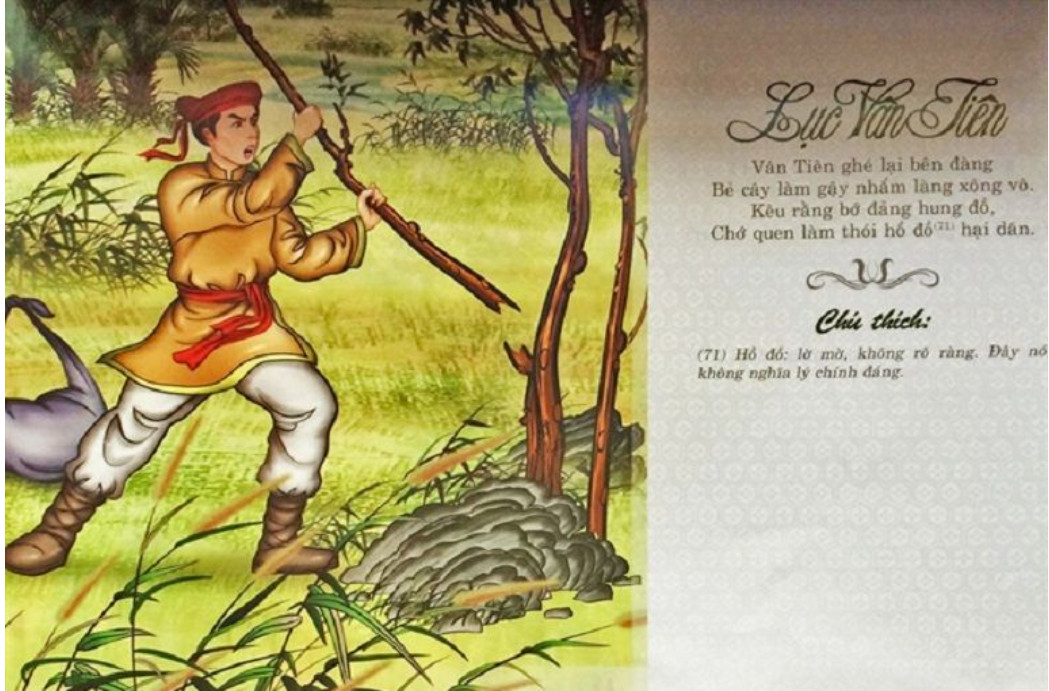 Lục Vân Tiên
Vân Tiên ghé lại bên đàng
Bẻ cây làm gậy nhắm làng xông vô.
Kêu rằng bớ đảng hung đồ,
Chớ quen làm thói hồ đồ(71) hại dân.
Chú thích:
(71) Hồ đồ: lờ mờ, không rõ ràng. Đây nó
không nghĩa lý chính đáng.